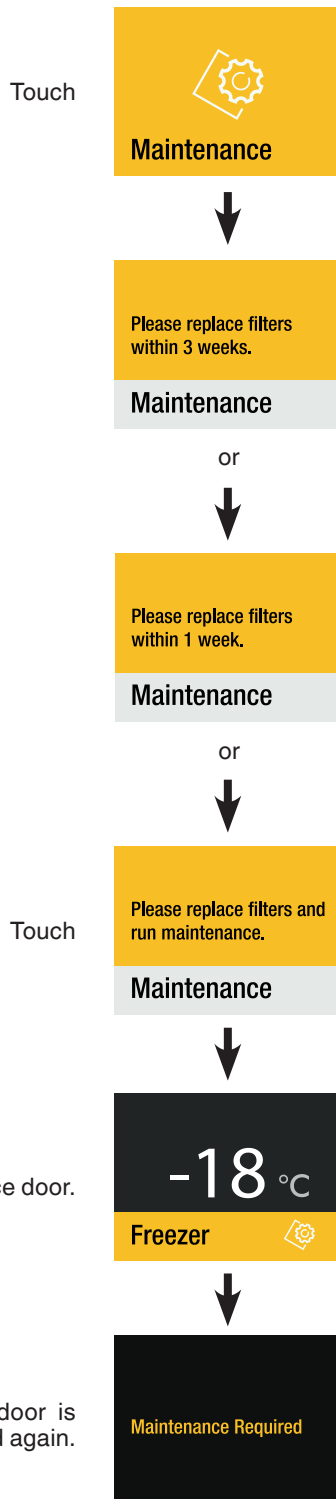 Touch
Maintenance
Please replace filters
within 3 weeks.
Maintenance
or
Please replace filters
within 1 week.
Maintenance
or
Touch
Please replace filters and
run maintenance.
Maintenance
door.
-18 °C
Freezer
door is
again.
Maintenance Required